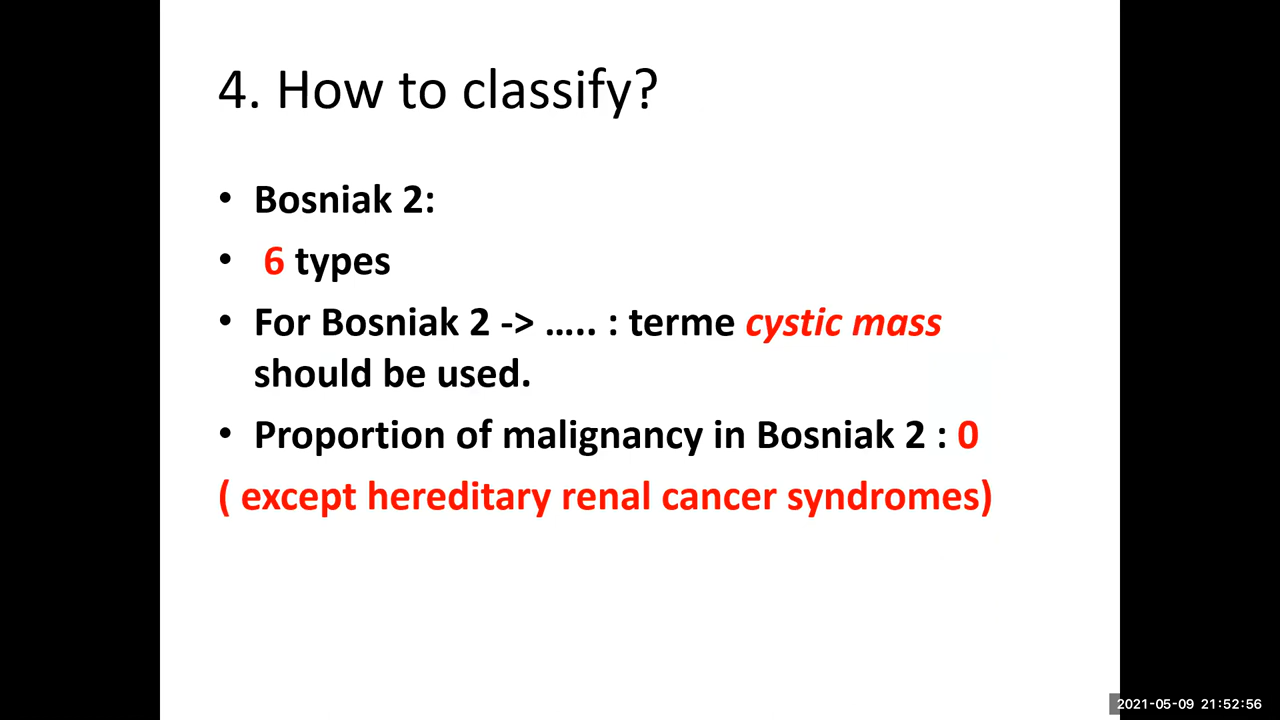 4. How to classify?
• Bosniak 2:
• 6 types
• For Bosniak 2 -> ….. : terme cystic mass
should be used.
• Proportion of malignancy in Bosniak 2 : 0
( except hereditary renal cancer syndromes)
2021-05-09 21:52:56